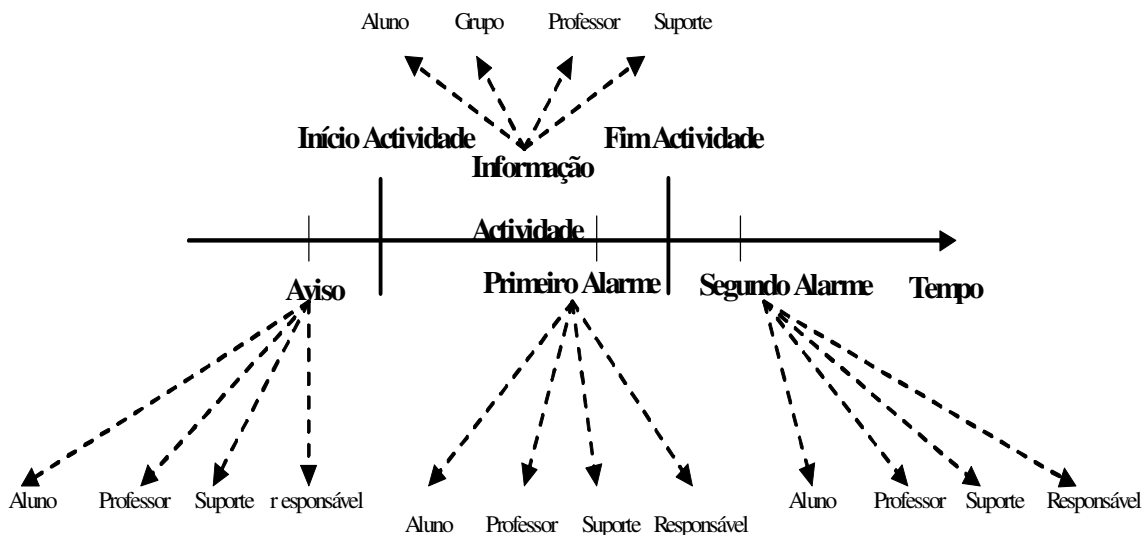 Aluno Grupo Professor Suporte
Início Actividade Fim Actividade
Informação
Actividade
Aviso Primeiro Alarme Segundo Alarme Tempo
Aluno Professor Suporte r esponsável Aluno Professor Suporte Responsável
Aluno Professor Suporte Responsável